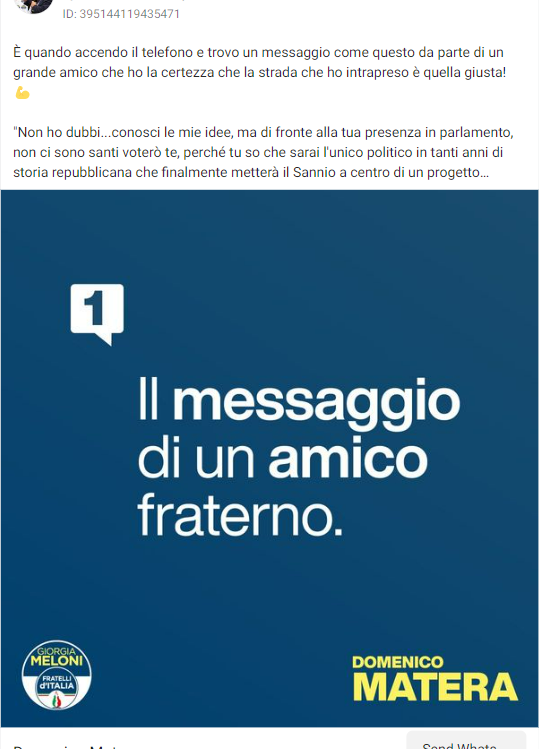 ID: 395144119435471
È quando accendo il telefono e trovo un messaggio come questo da parte di un
grande amico che ho la certezza che la strada che ho intrapreso è quella giusta!
💪
"Non ho dubbi...conosci le mie idee, ma di fronte alla tua presenza in parlamento,
non ci sono santi voterò te, perché tu so che sarai l'unico politico in tanti anni di
storia repubblicana che finalmente metterà il Sannio a centro di un progetto...
1
Il messaggio
di un amico
fraterno.
GIORGIA
MELONI
FRATELLI
d'ITALIA
DOMENICO
MATERA
Send Whats...